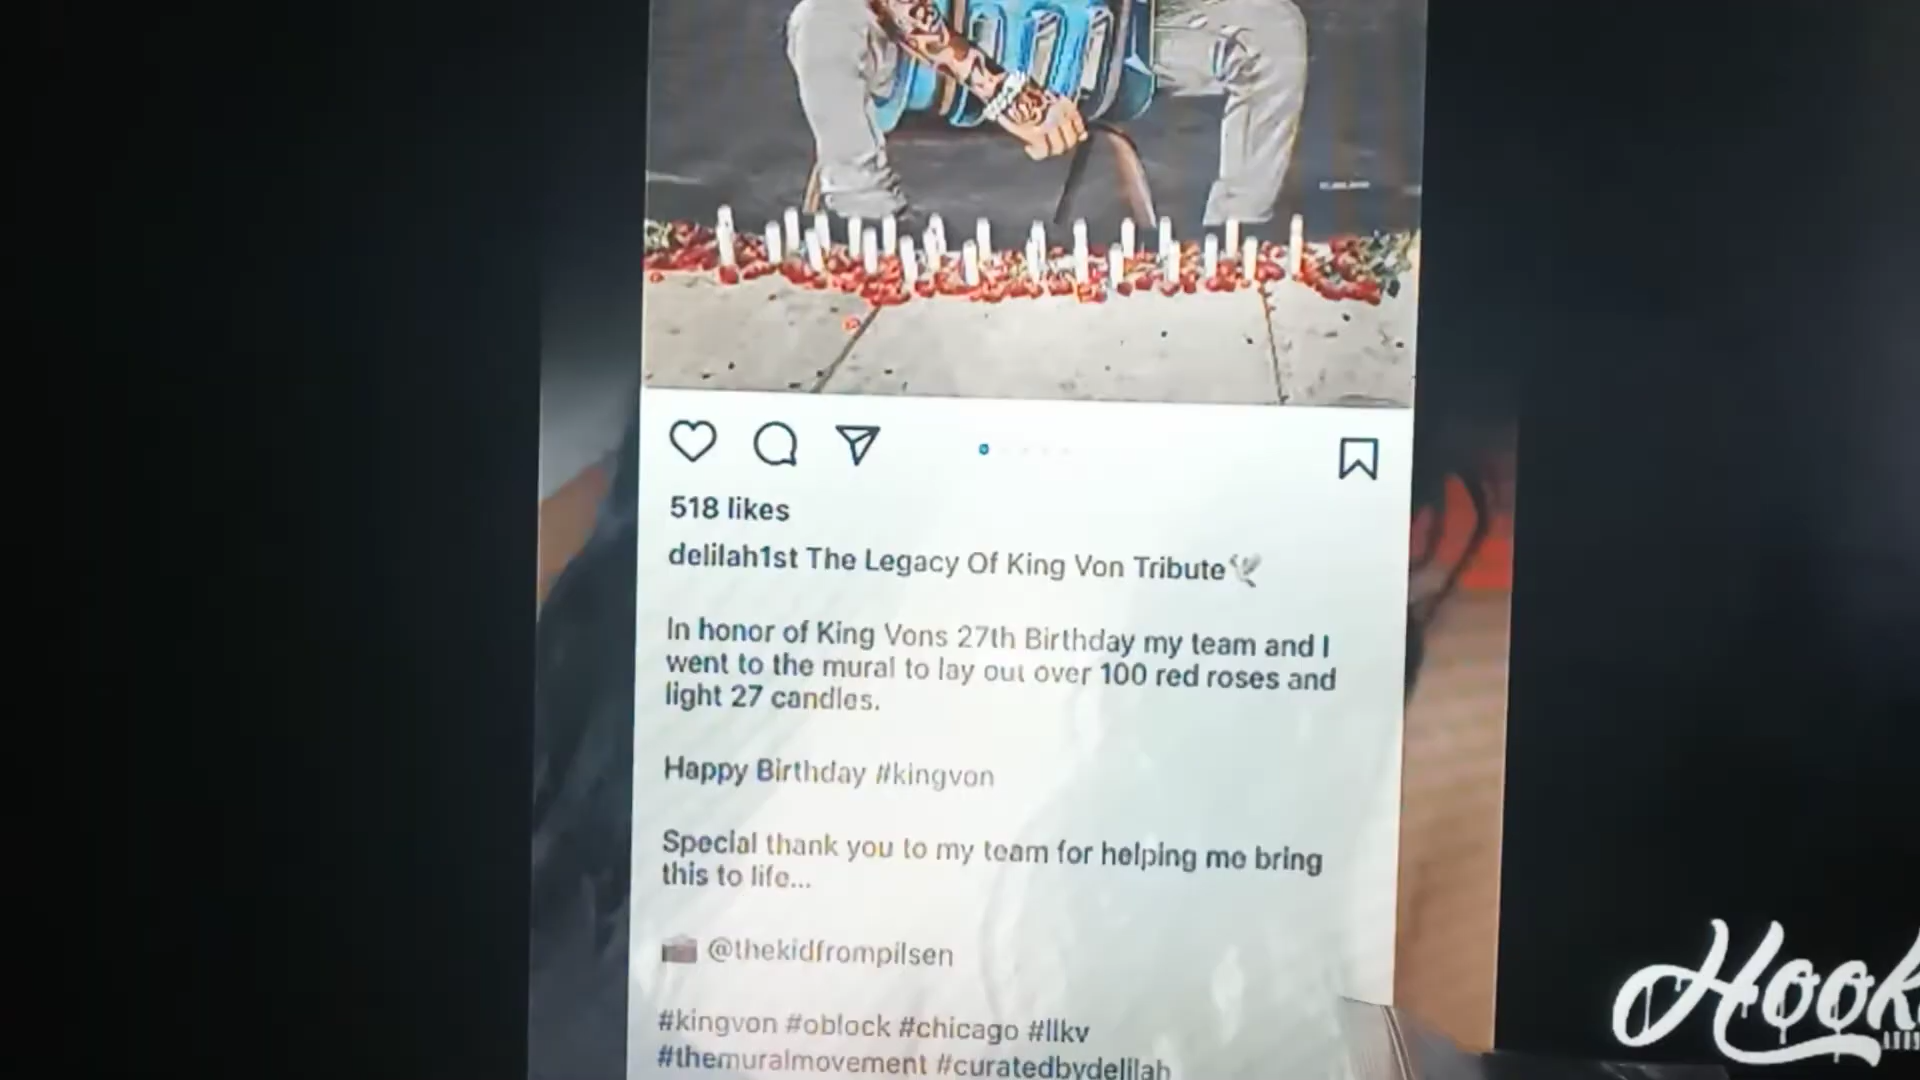 518 likes
delilah1st The Legacy Of King Von Tribute🕊
In honor of King Vons 27th Birthday my team and I
went to the mural to lay out over 100 red roses and
light 27 candles.
Happy Birthday #kingvon
Special thank you to my team for helping me bring
this to life...
📷 @thekidfrompilsen
#kingvon #oblock #chicago #llkv
#themuralmovement #curatedbydelilah